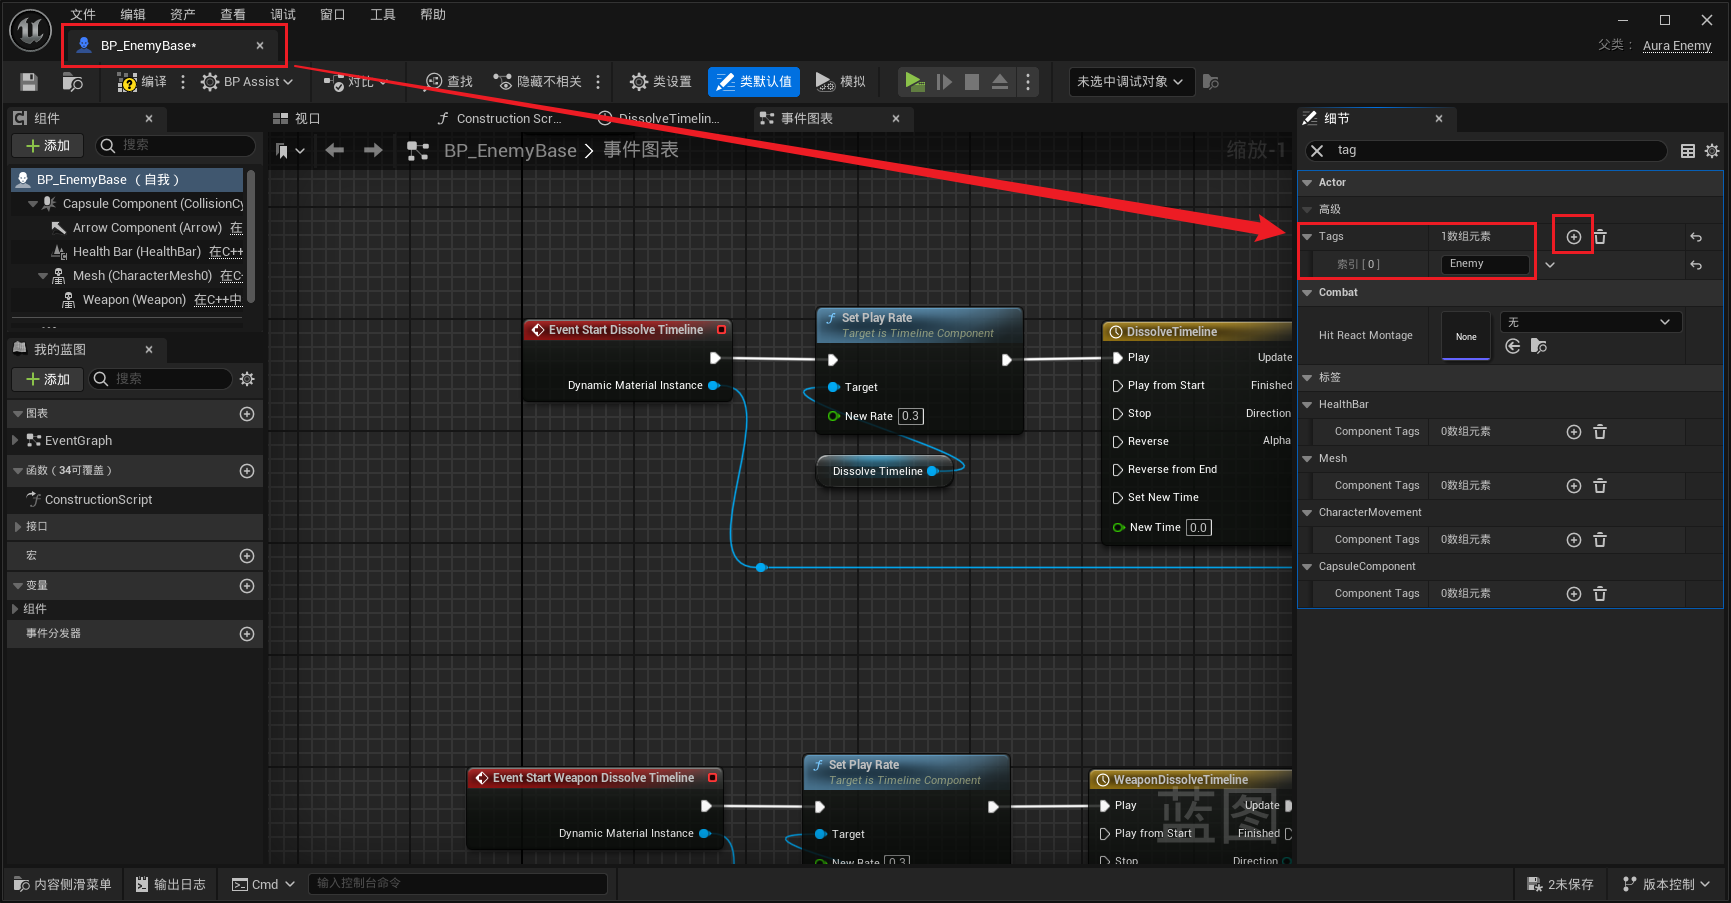 文件 编辑 资产 查看 调试 窗口 工具 帮助
BP_EnemyBase*
父类： Aura Enemy
编译 BP Assist 对比 查找 隐藏不相关 类设置 类默认值 模拟 未选中调试对象
组件
添加 搜索
BP_EnemyBase （自我）
Capsule Component (CollisionCy
Arrow Component (Arrow) 在
Health Bar (HealthBar) 在C++
Mesh (CharacterMesh0) 在C
Weapon (Weapon) 在C++中
我的蓝图
添加 搜索
图表
EventGraph
函数（34可覆盖）
ConstructionScript
接口
宏
变量
组件
事件分发器
视口 Construction Scr... DissolveTimelin... 事件图表
BP_EnemyBase 事件图表 缩放-1
Event Start Dissolve Timeline
Dynamic Material Instance
Set Play Rate
Target is Timeline Component
Target
New Rate 0.3
Dissolve Timeline
DissolveTimeline
Play Update
Play from Start Finished
Stop Direction
Reverse Alpha
Reverse from End
Set New Time
New Time 0.0
Event Start Weapon Dissolve Timeline
Dynamic Material Instance
Set Play Rate
Target is Timeline Component
Target
New Rate 0.3
WeaponDissolveTimeline
Play Update
Play from Start Finished
Stop Direction
蓝图
细节
tag
Actor
高级
Tags 1数组元素
索引 [ 0 ] Enemy
Combat
Hit React Montage None 无
标签
HealthBar
Component Tags 0数组元素
Mesh
Component Tags 0数组元素
CharacterMovement
Component Tags 0数组元素
CapsuleComponent
Component Tags 0数组元素
内容侧滑菜单 输出日志 Cmd 输入控制台命令 2未保存 版本控制